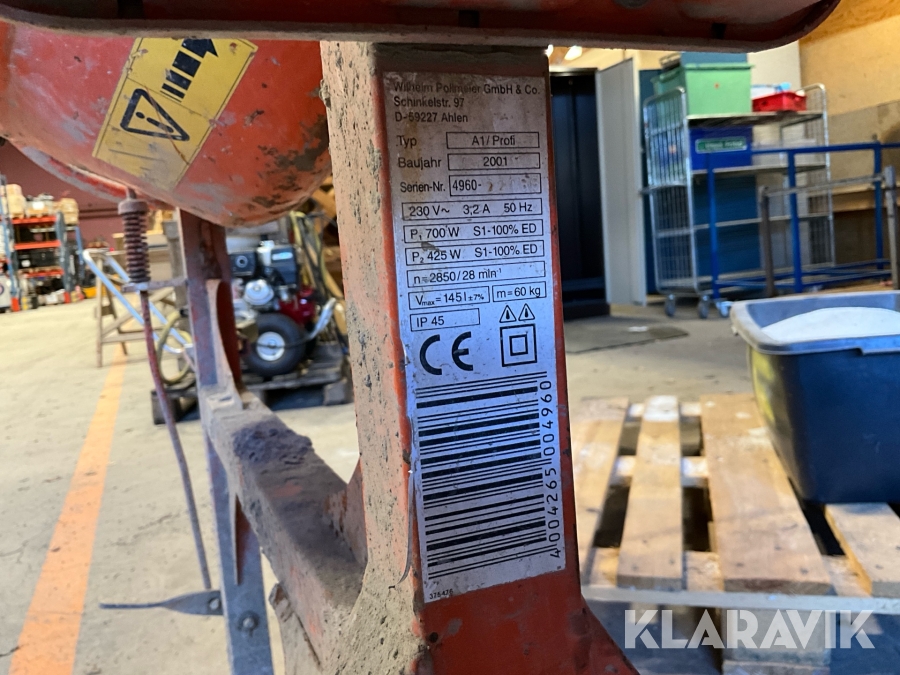 Wilhelm Pollmeier GmbH & Co.
Schinkelstr. 97
D-59227 Ahlen
Typ A1/Profi
Baujahr 2001
Serien-Nr. 4960-
230 V~ 3,2 A 50 Hz
P₁ 700 W S1-100% ED
P₂ 425 W S1-100% ED
n=2850/28 min⁻¹
Vmax=145 l ±7% m=60 kg
IP 45
CE
4004265004960
376476
KLARAVIK